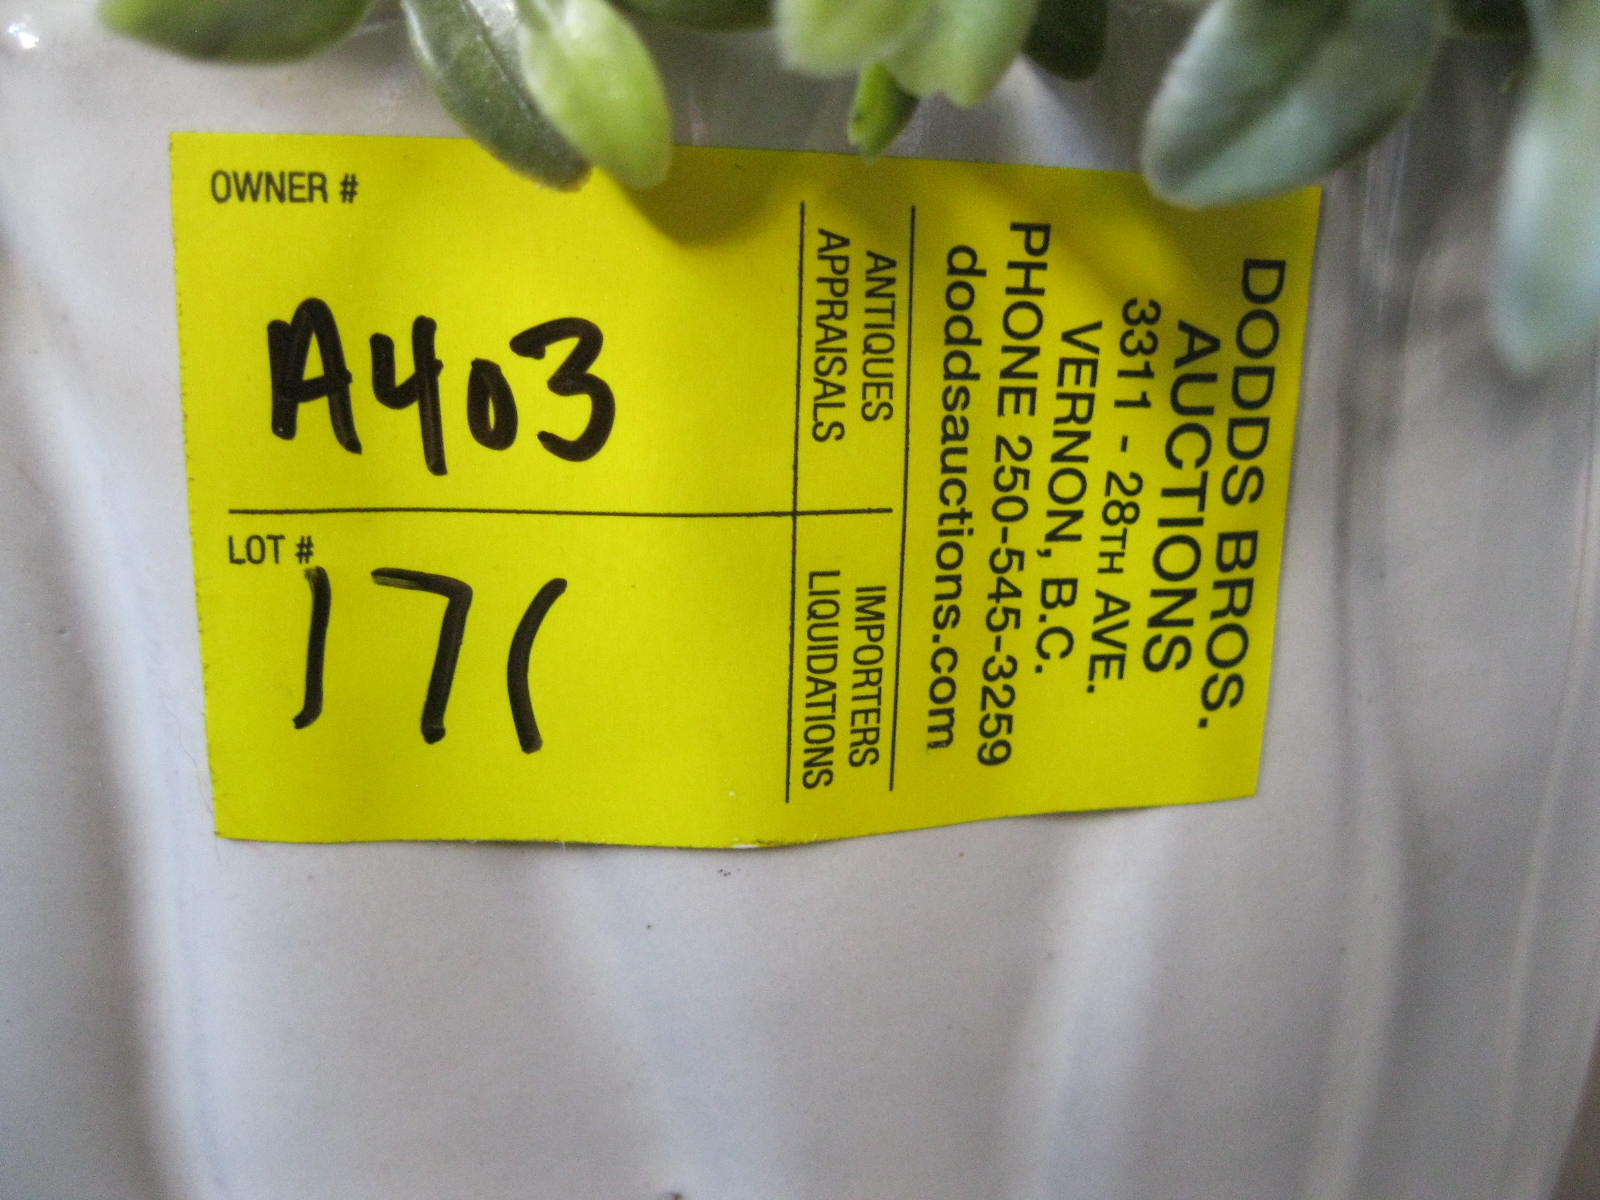 OWNER #
A403
LOT #
171
ANTIQUES
APPRAISALS
IMPORTERS
LIQUIDATIONS
DODDS BROS.
AUCTIONS
3311 - 28TH AVE.
VERNON, B.C.
PHONE 250-545-3259
doddsauctions.com